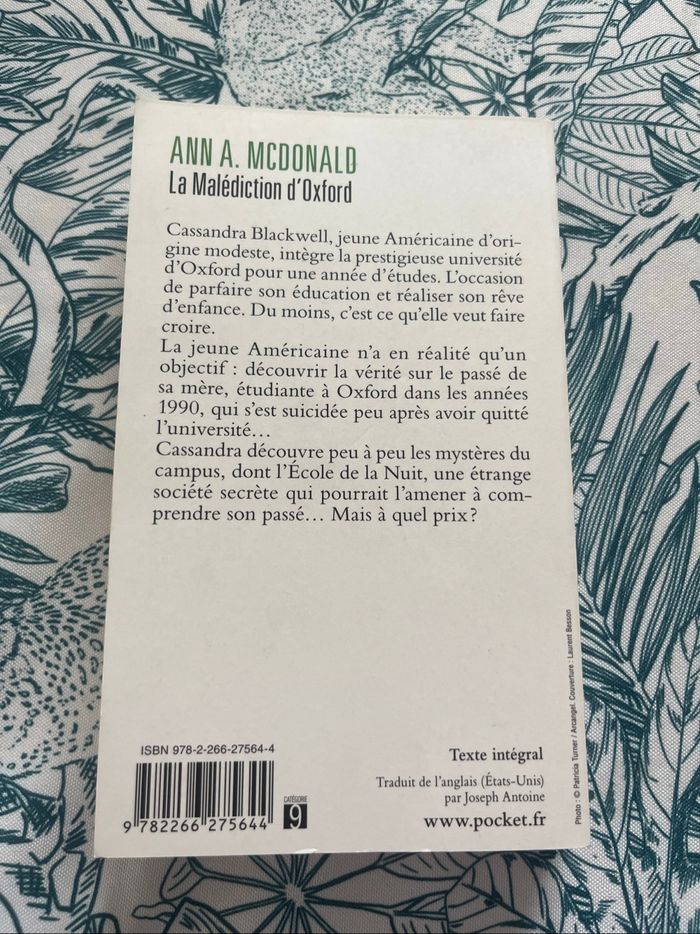 ANN A. MCDONALD
La Malédiction d'Oxford
Cassandra Blackwell, jeune Américaine d'ori-
gine modeste, intègre la prestigieuse université
d'Oxford pour une année d'études. L'occasion
de parfaire son éducation et réaliser son rêve
d'enfance. Du moins, c'est ce qu'elle veut faire
croire.
La jeune Américaine n'a en réalité qu'un
objectif : découvrir la vérité sur le passé de
sa mère, étudiante à Oxford dans les années
1990, qui s'est suicidée peu après avoir quitté
l'université…
Cassandra découvre peu à peu les mystères du
campus, dont l'École de la Nuit, une étrange
société secrète qui pourrait l'amener à com-
prendre son passé… Mais à quel prix ?
ISBN 978-2-266-27564-4
9 782266 275644
CATÉGORIE
9
Texte intégral
Traduit de l'anglais (États-Unis)
par Joseph Antoine
www.pocket.fr
Photo : © Patricia Turner / Arcangel. Couverture : Laurent Besson